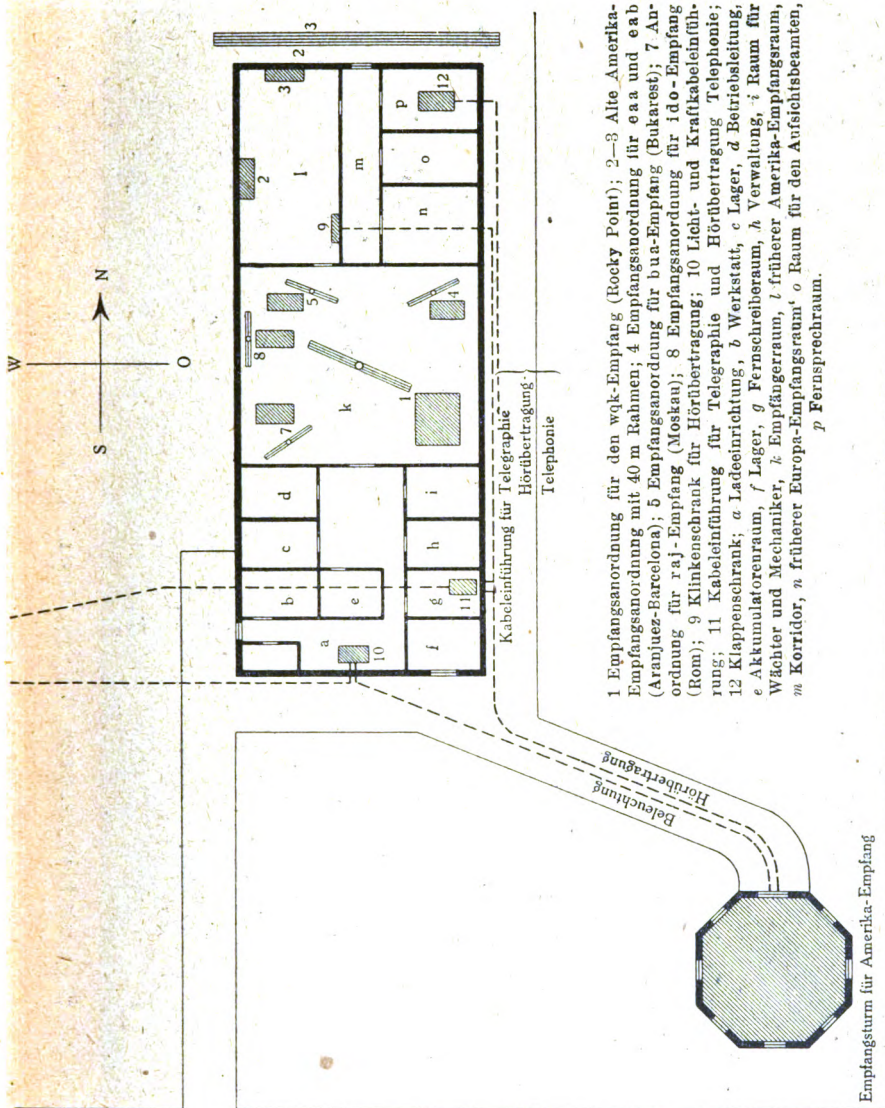 W
S
N
O
3
2
3
2
l
9
m
p
12
o
n
5
8
4
1
7
k
d
i
c
h
b
e
g
11
a
10
f
Kabeleinführung für Telegraphie
Hörübertragung
Telephonie
Beleuchtung
Hörübertragung
Empfangsturm für Amerika-Empfang
1 Empfangsanordnung für den wqk-Empfang (Rocky Point); 2—3 Alte Amerika-
Empfangsanordnung mit 40 m Rahmen; 4 Empfangsanordnung für eaa und eab
(Aranjuez-Barcelona); 5 Empfangsanordnung für bua-Empfang (Bukarest); 7 An-
ordnung für raj-Empfang (Moskau); 8 Empfangsanordnung für ido-Empfang
(Rom); 9 Klinkenschrank für Hörübertragung; 10 Licht- und Kraftkabeleinfüh-
rung; 11 Kabeleinführung für Telegraphie und Hörübertragung Telephonie;
12 Klappenschrank; a Ladeeinrichtung, b Werkstatt, c Lager, d Betriebsleitung,
e Akkumulatorenraum, f Lager, g Fernschreiberaum, h Verwaltung, i Raum für
Wächter und Mechaniker, k Empfängerraum, l früherer Amerika-Empfangsraum,
m Korridor, n früherer Europa-Empfangsraum‘ o Raum für den Aufsichtsbeamten,
p Fernsprechraum.